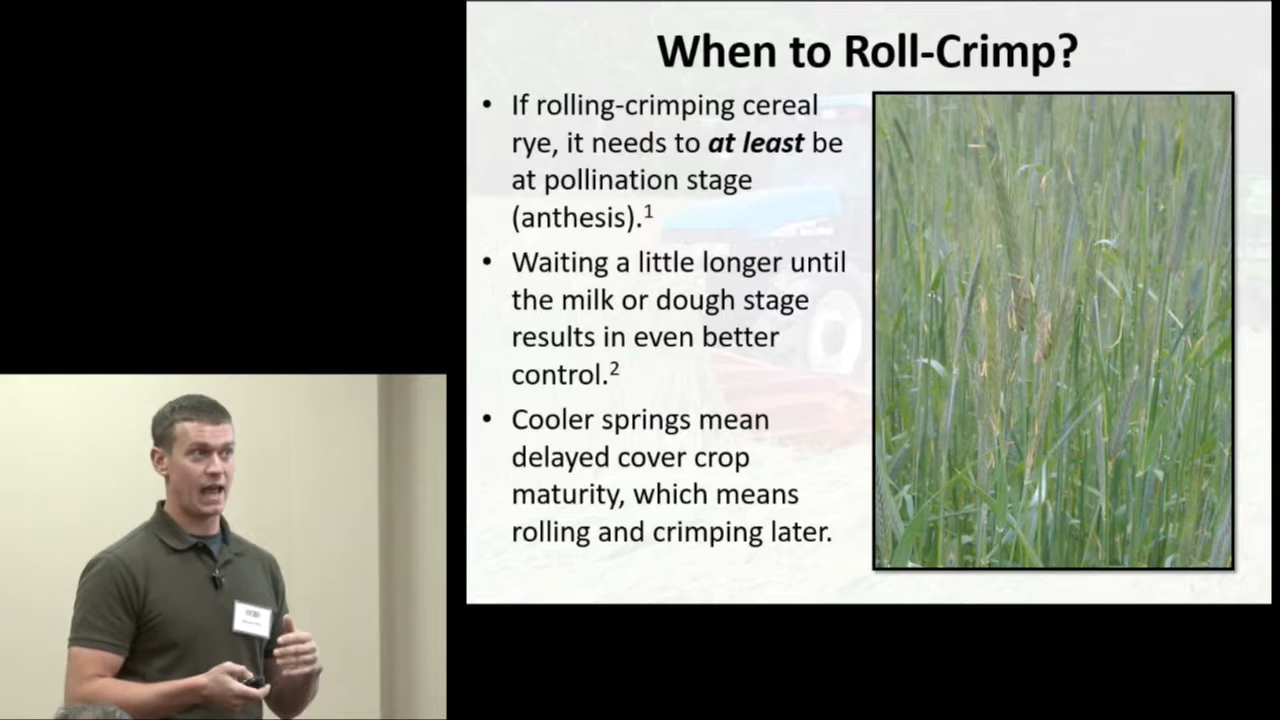 When to Roll-Crimp?
• If rolling-crimping cereal
rye, it needs to at least be
at pollination stage
(anthesis).1
• Waiting a little longer until
the milk or dough stage
results in even better
control.2
• Cooler springs mean
delayed cover crop
maturity, which means
rolling and crimping later.